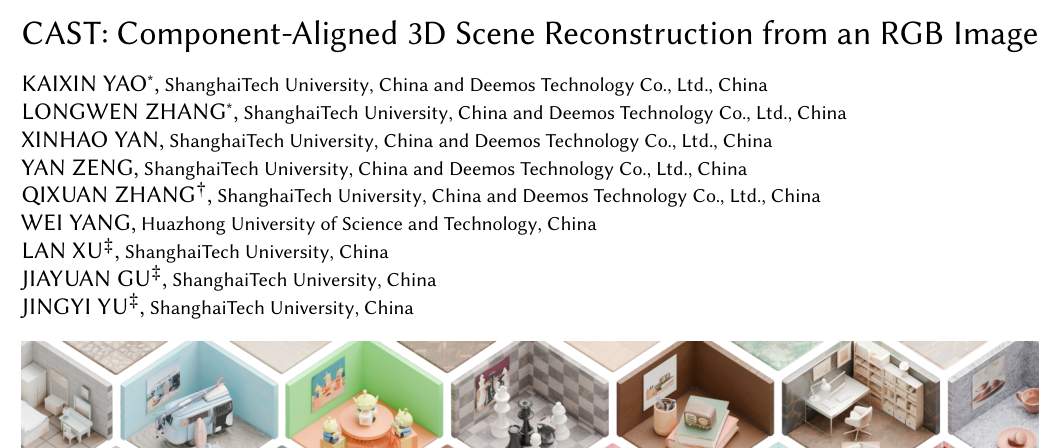 CAST: Component-Aligned 3D Scene Reconstruction from an RGB Image
KAIXIN YAO*, ShanghaiTech University, China and Deemos Technology Co., Ltd., China
LONGWEN ZHANG*, ShanghaiTech University, China and Deemos Technology Co., Ltd., China
XINHAO YAN, ShanghaiTech University, China and Deemos Technology Co., Ltd., China
YAN ZENG, ShanghaiTech University, China and Deemos Technology Co., Ltd., China
QIXUAN ZHANG†, ShanghaiTech University, China and Deemos Technology Co., Ltd., China
WEI YANG, Huazhong University of Science and Technology, China
LAN XU‡, ShanghaiTech University, China
JIAYUAN GU‡, ShanghaiTech University, China
JINGYI YU‡, ShanghaiTech University, China